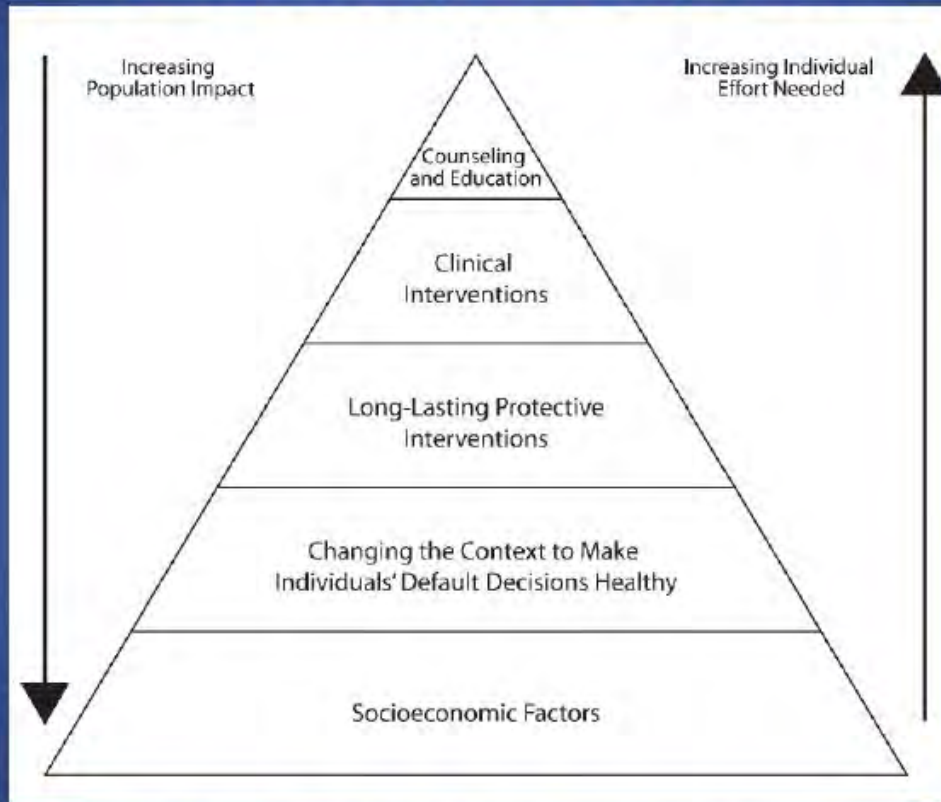 Increasing
Population Impact
Increasing Individual
Effort Needed
Counseling
and Education
Clinical
Interventions
Long-Lasting Protective
Interventions
Changing the Context to Make
Individuals' Default Decisions Healthy
Socioeconomic Factors